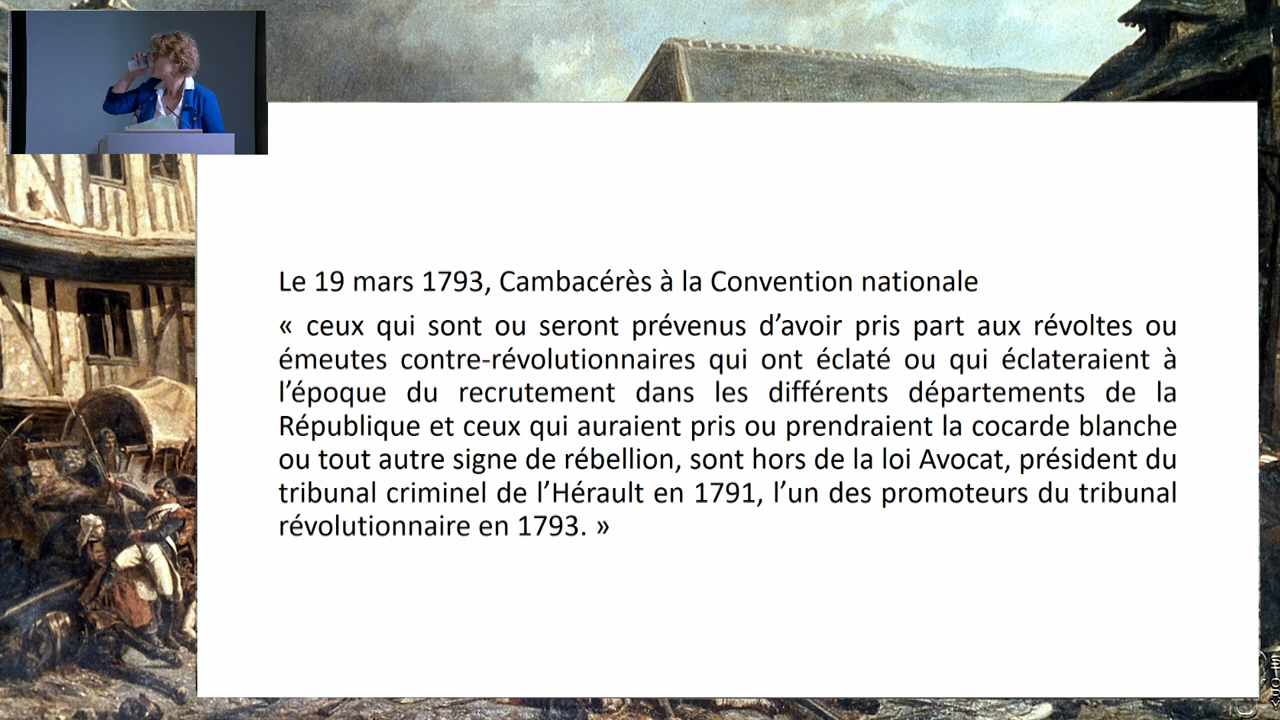 Le 19 mars 1793, Cambacérès à la Convention nationale
« ceux qui sont ou seront prévenus d’avoir pris part aux révoltes ou
émeutes contre-révolutionnaires qui ont éclaté ou qui éclateraient à
l’époque du recrutement dans les différents départements de la
République et ceux qui auraient pris ou prendraient la cocarde blanche
ou tout autre signe de rébellion, sont hors de la loi Avocat, président du
tribunal criminel de l’Hérault en 1791, l’un des promoteurs du tribunal
révolutionnaire en 1793. »